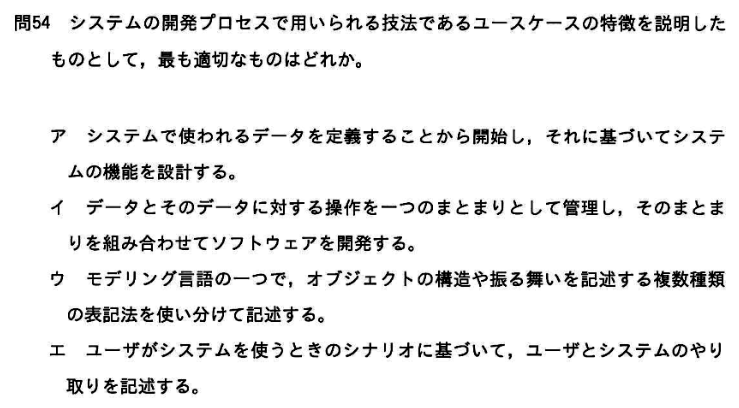 問54 システムの開発プロセスで用いられる技法であるユースケースの特徴を説明した
ものとして，最も適切なものはどれか。
ア システムで使われるデータを定義することから開始し，それに基づいてシステ
ムの機能を設計する。
イ データとそのデータに対する操作を一つのまとまりとして管理し，そのまとま
りを組み合わせてソフトウェアを開発する。
ウ モデリング言語の一つで，オブジェクトの構造や振る舞いを記述する複数種類
の表記法を使い分けて記述する。
エ ユーザがシステムを使うときのシナリオに基づいて，ユーザとシステムのやり
取りを記述する。